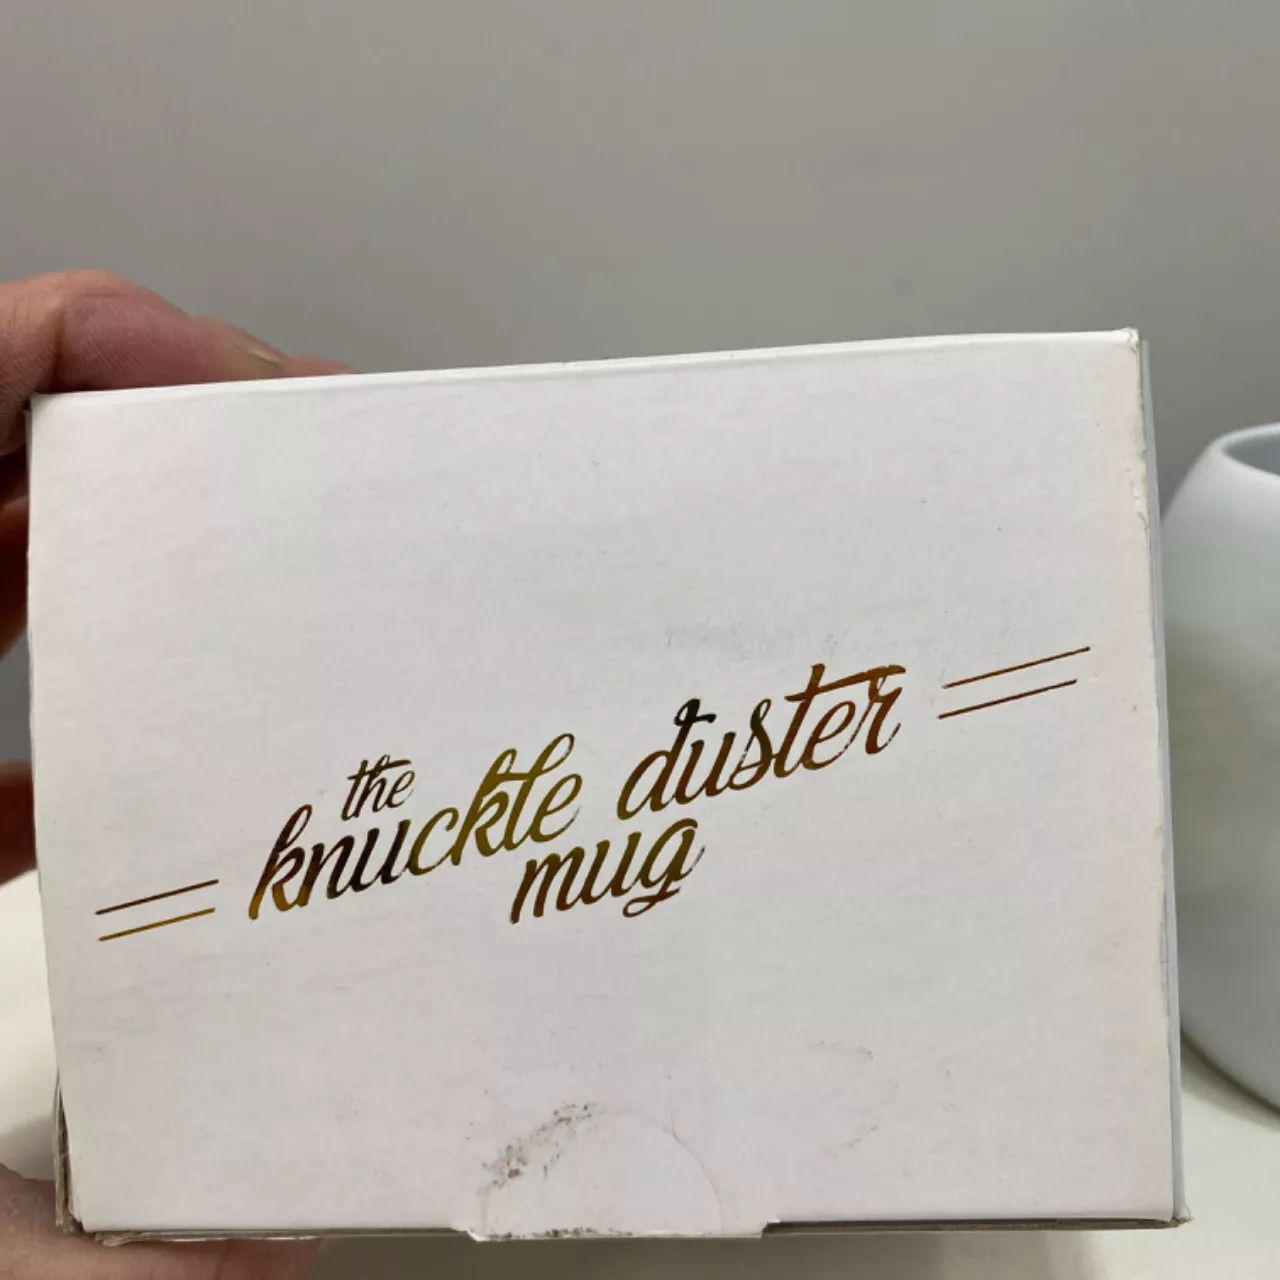 the
knuckle duster
mug